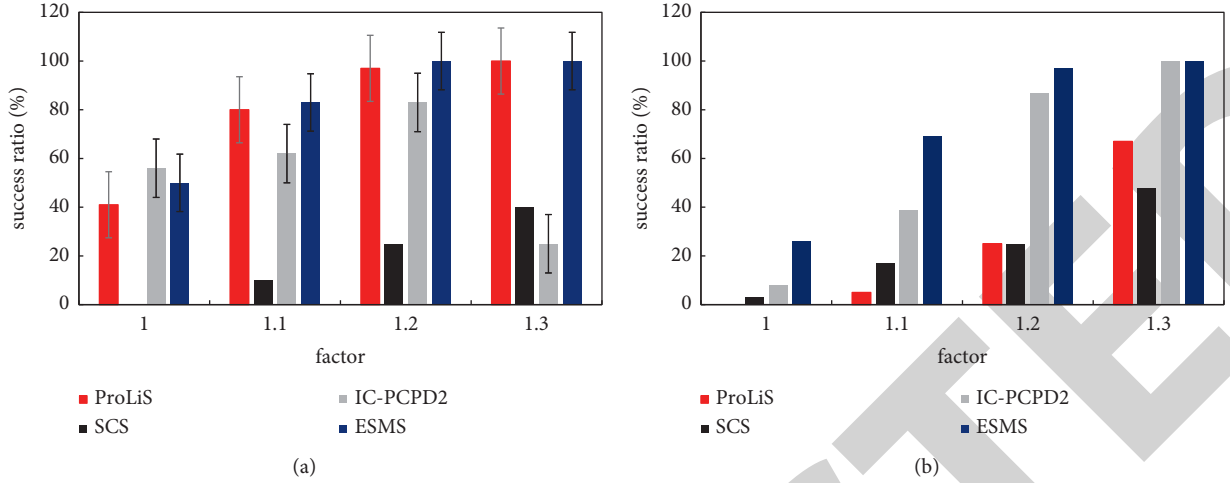 120
100
80
60
40
20
0
success ratio (%)
1 1.1 1.2 1.3
factor
ProLiS IC-PCPD2
SCS ESMS
(a)
120
100
80
60
40
20
0
success ratio (%)
1 1.1 1.2 1.3
factor
ProLiS IC-PCPD2
SCS ESMS
(b)